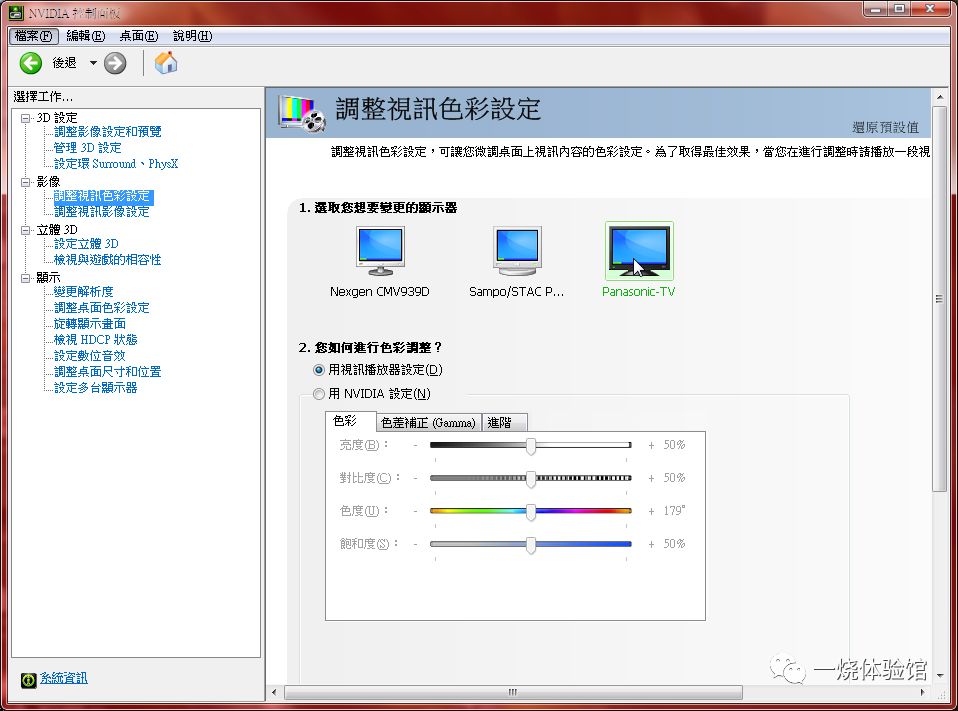 NVIDIA 控制面板
檔案(F) 編輯(E) 桌面(D) 說明(H)
後退
選擇工作...
3D 設定
調整影像設定和預覽
管理 3D 設定
設定環 Surround、PhysX
影像
調整視訊色彩設定
調整視訊影像設定
立體 3D
設定立體 3D
檢視與遊戲的相容性
顯示
變更解析度
調整桌面色彩設定
旋轉顯示畫面
檢視 HDCP 狀態
設定數位音效
調整桌面尺寸和位置
設定多台顯示器
系統資訊
調整視訊色彩設定
還原預設值
調整視訊色彩設定，可讓您微調桌面上視訊內容的色彩設定。為了取得最佳效果，當您在進行調整時請播放一段視
1. 選取您想要變更的顯示器
Nexgen CMV939D Sampo/STAC P... Panasonic-TV
2. 您如何進行色彩調整？
用視訊播放器設定(D)
用 NVIDIA 設定(N)
色彩 色差補正 (Gamma) 進階
亮度(B)： - + 50%
對比度(C)： - + 50%
色度(U)： - + 179°
飽和度(S)： - + 50%
一烧体验馆